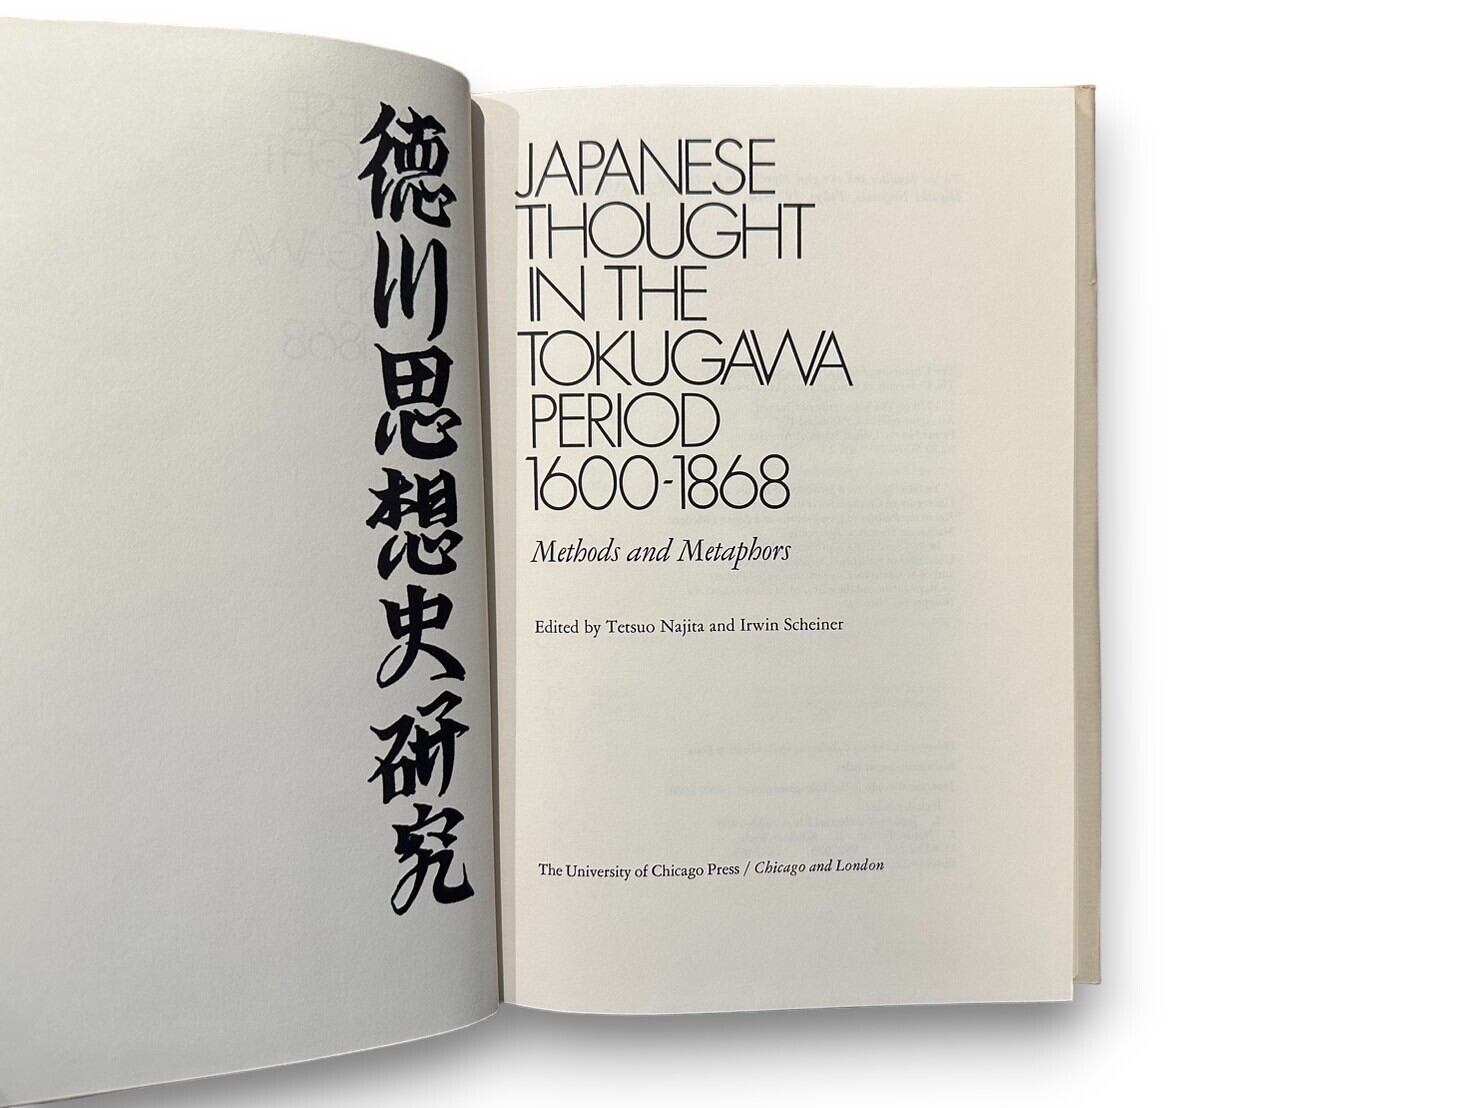 徳川思想史研究
JAPANESE
THOUGHT
IN THE
TOKUGAWA
PERIOD
1600-1868
Methods and Metaphors
Edited by Tetsuo Najita and Irwin Scheiner
The University of Chicago Press / Chicago and London